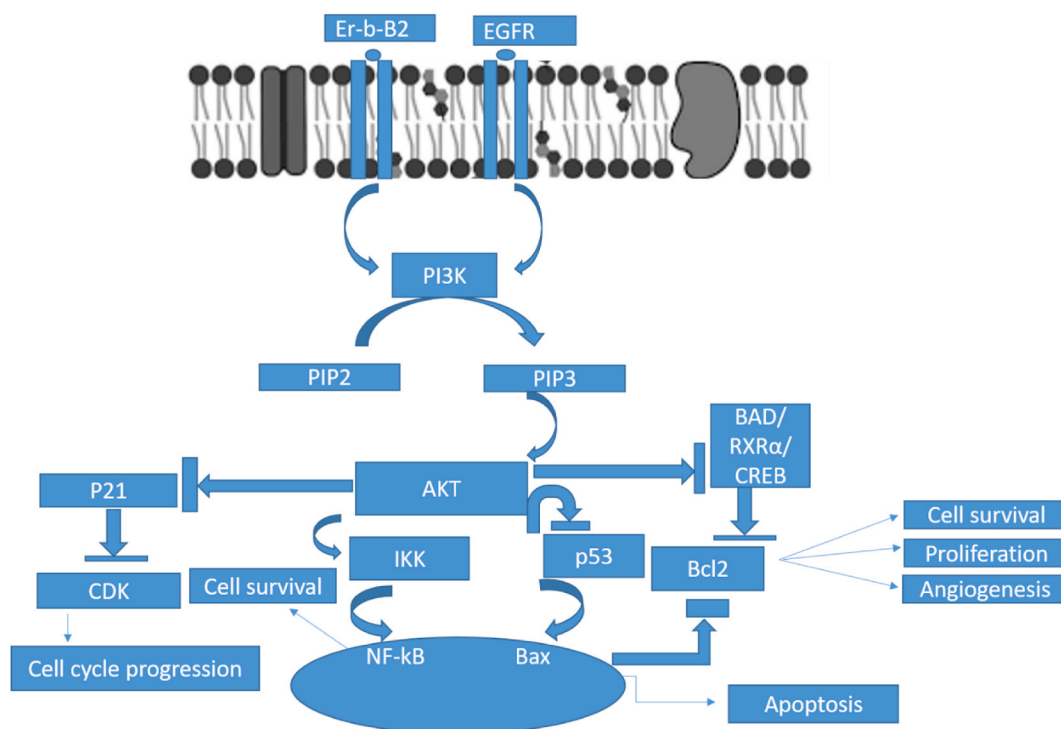 Er-b-B2
EGFR
PI3K
PIP2
PIP3
BAD/
RXRα/
CREB
P21
AKT
Cell survival
IKK
p53
Bcl2
Proliferation
CDK
Cell survival
Angiogenesis
NF-kB
Bax
Cell cycle progression
Apoptosis